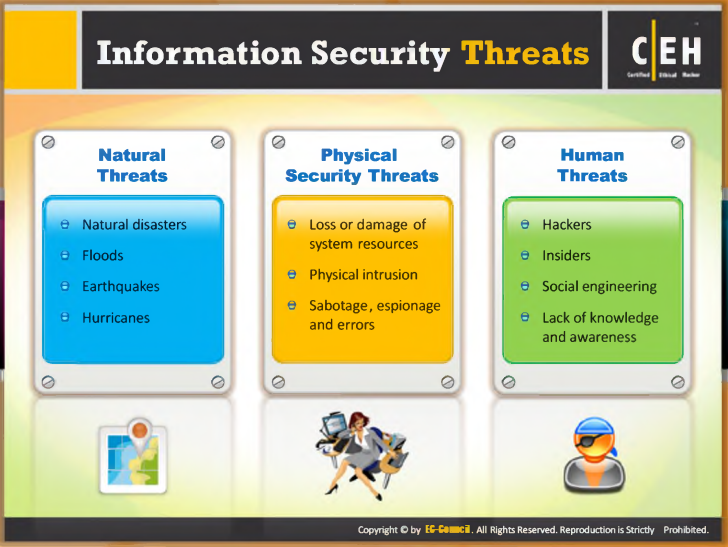 Information Security Threats
C|EH
Certified Ethical Hacker
Natural
Threats
Natural disasters
Floods
Earthquakes
Hurricanes
Physical
Security Threats
Loss or damage of
system resources
Physical intrusion
Sabotage, espionage
and errors
Human
Threats
Hackers
Insiders
Social engineering
Lack of knowledge
and awareness
Copyright © by EC-Council. All Rights Reserved. Reproduction is Strictly Prohibited.